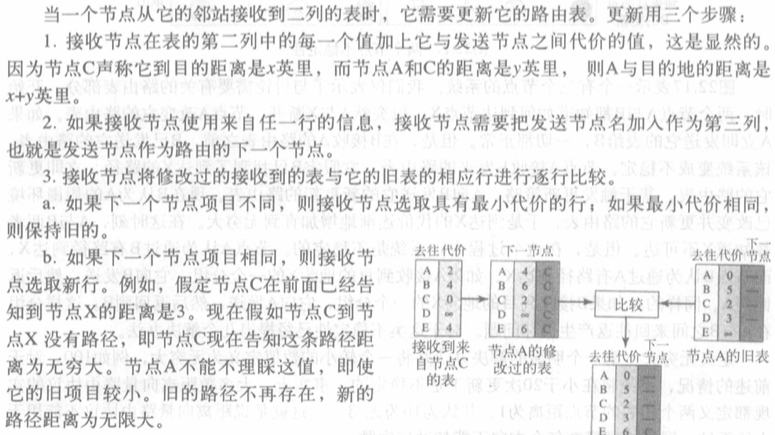 当一个节点从它的邻站接收到二列的表时，它需要更新它的路由表。更新用三个步骤：
1. 接收节点在表的第二列中的每一个值加上它与发送节点之间代价的值，这是显然的。
因为节点C声称它到目的距离是x英里，而节点A和C的距离是y英里， 则A与目的地的距离是
x+y英里。
2. 如果接收节点使用来自任一行的信息，接收节点需要把发送节点名加入作为第三列，
也就是发送节点作为路由的下一个节点。
3. 接收节点将修改过的接收到的表与它的旧表的相应行进行逐行比较。
a. 如果下一个节点项目不同，则接收节点选取具有最小代价的行，如果最小代价相同，
则保持旧的。
b. 如果下一个节点项目相同，则接收节
点选取新行。例如，假定节点C在前面已经告
知到节点X的距离是3。现在假如节点C到节
点X 没有路径，即节点C现在告知这条路径距
离为无穷大。节点A不能不理睬这值，即使
它的旧项目较小。旧的路径不再存在，新的
路径距离为无限大。
去往代价
A 2
B 4
C 0
D ∞
E 4
接收到来
自节点C
的表
下一节点
A
B 6
C 2
D ∞
E 6
节点A的修
改过的表
比较
下一
去往代价 节点
A 0
B 5
C ∞
D 3
E ∞
节点A的旧表
下一
去往代价 节点
A 0
B 5
C 2
D 3
E 6